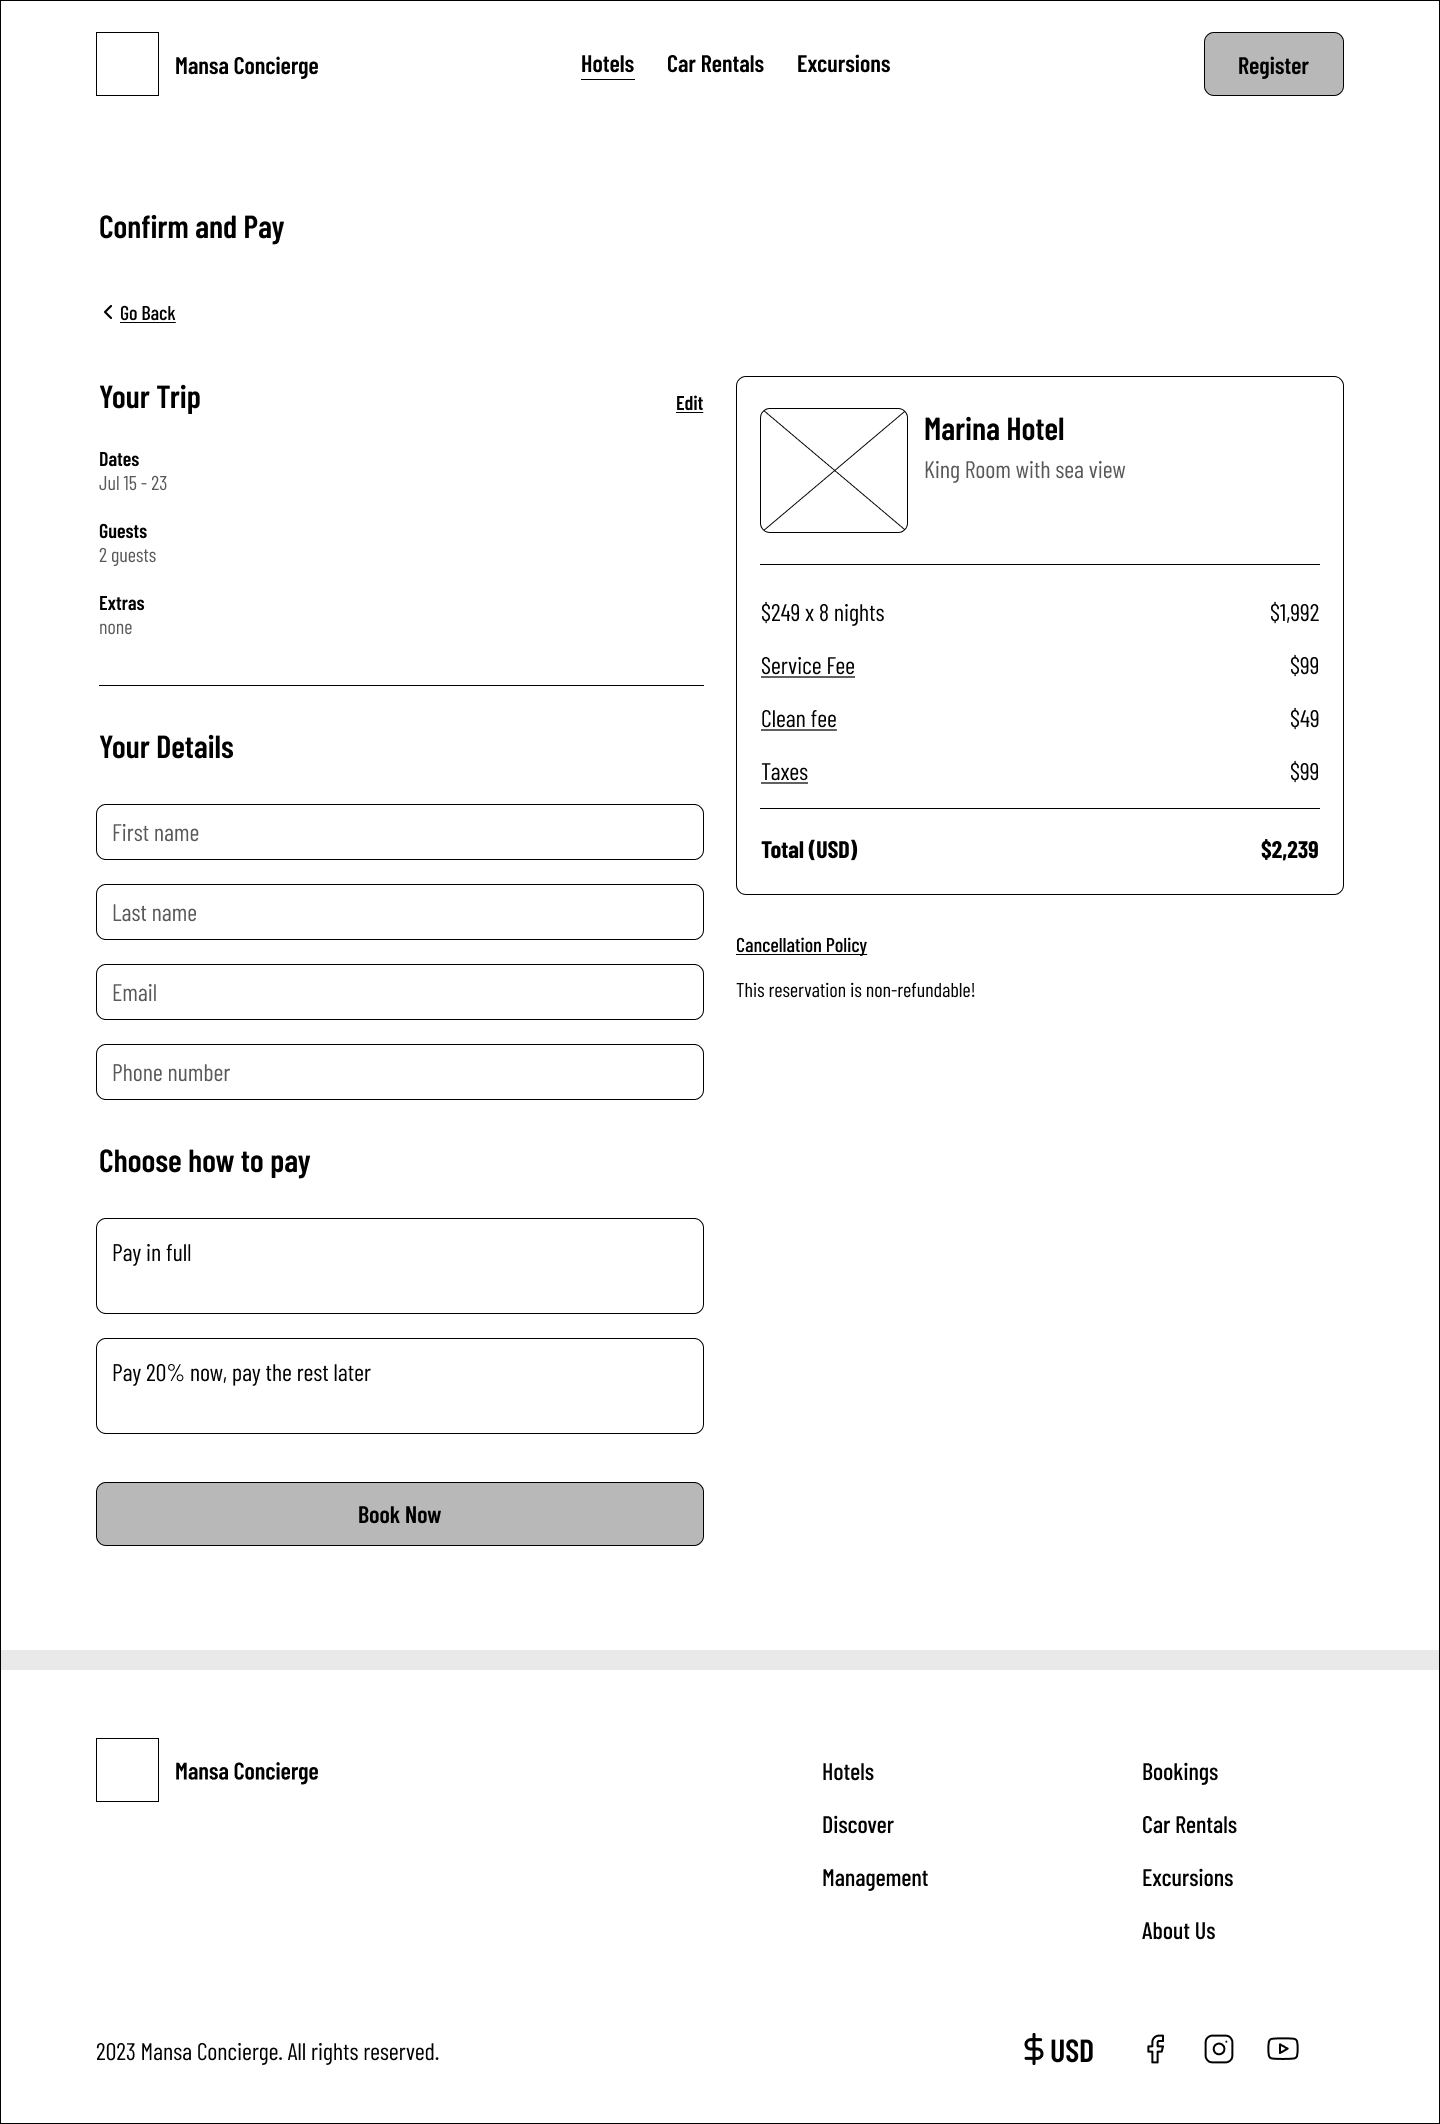 Mansa Concierge
Hotels
Car Rentals
Excursions
Register
Confirm and Pay
Go Back
Your Trip
Edit
Dates
Jul 15 - 23
Guests
2 guests
Extras
none
Your Details
First name
Last name
Email
Phone number
Choose how to pay
Pay in full
Pay 20% now, pay the rest later
Book Now
Marina Hotel
King Room with sea view
$249 x 8 nights $1,992
Service Fee $99
Clean fee $49
Taxes $99
Total (USD) $2,239
Cancellation Policy
This reservation is non-refundable!
Mansa Concierge
Hotels
Discover
Management
Bookings
Car Rentals
Excursions
About Us
2023 Mansa Concierge. All rights reserved.
$ USD